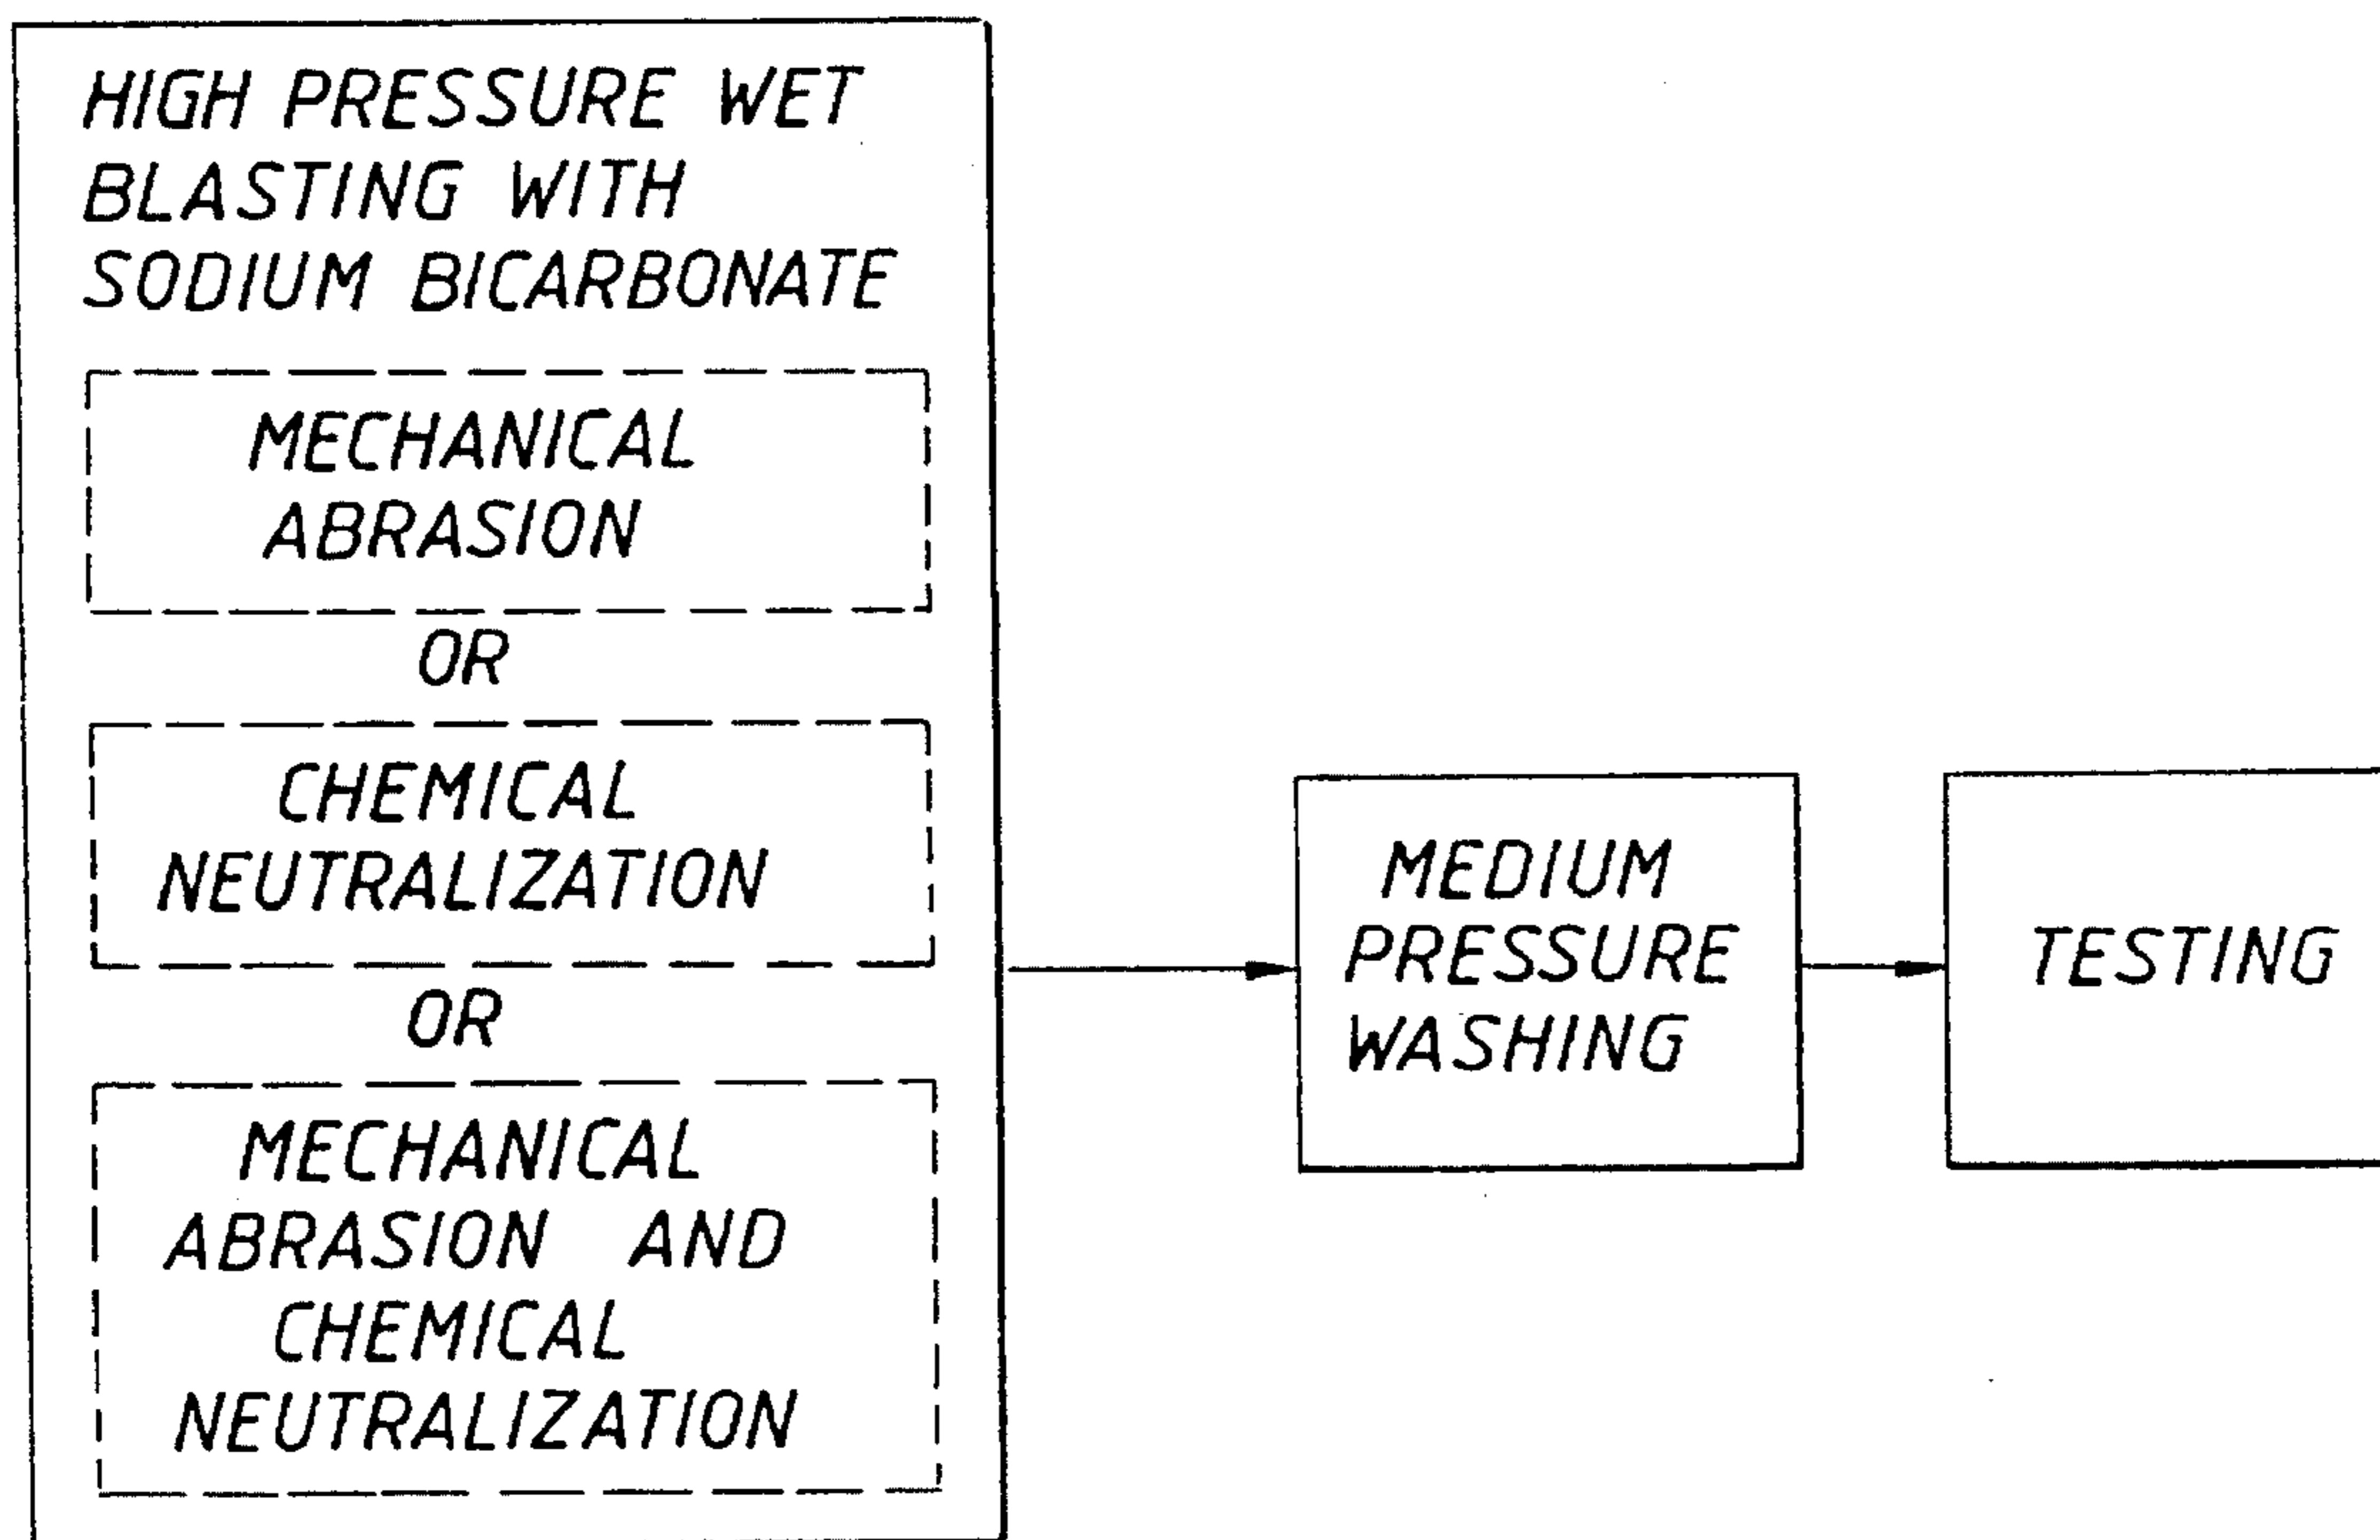 HIGH PRESSURE WET
BLASTING WITH
SODIUM BICARBONATE
MECHANICAL
ABRASION
OR
CHEMICAL
NEUTRALIZATION
OR
MECHANICAL
ABRASION AND
CHEMICAL
NEUTRALIZATION
MEDIUM
PRESSURE
WASHING
TESTING